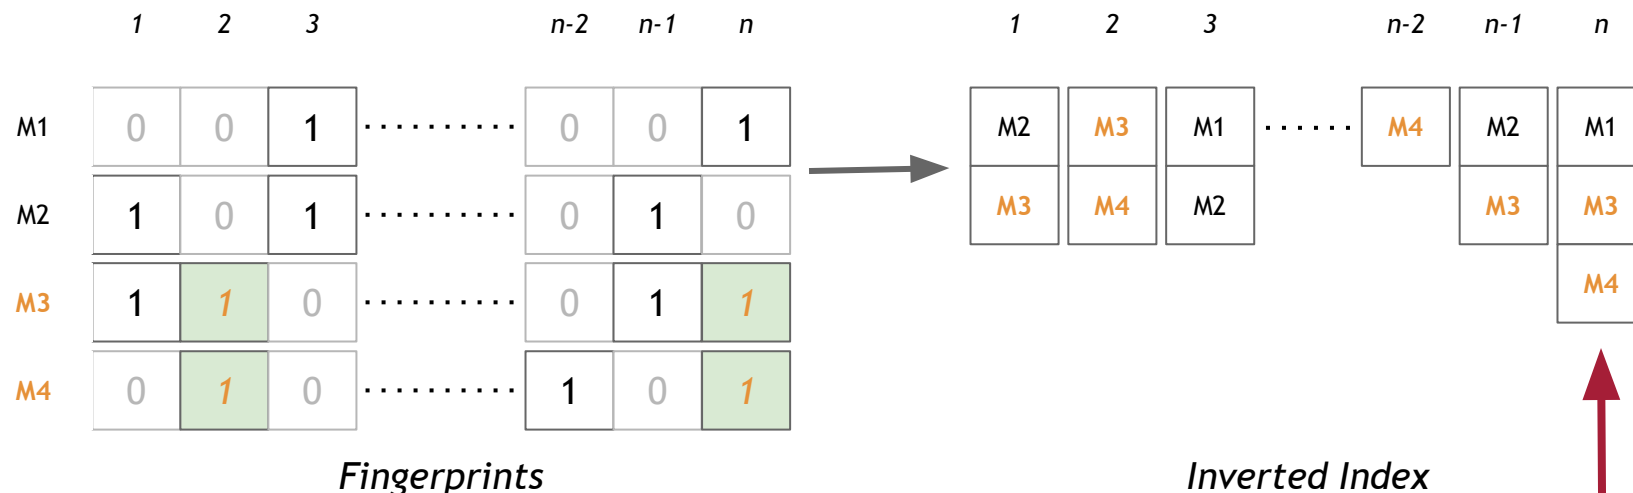 1 2 3 n-2 n-1 n 1 2 3 n-2 n-1 n
M1 0 0 1 .......... 0 0 1 M2 M3 M1 ...... M4 M2 M1
M2 1 0 1 .......... 0 1 0 M3 M4 M2 M3 M3
M3 1 1 0 .......... 0 1 1 M4
M4 0 1 0 .......... 1 0 1
Fingerprints Inverted Index